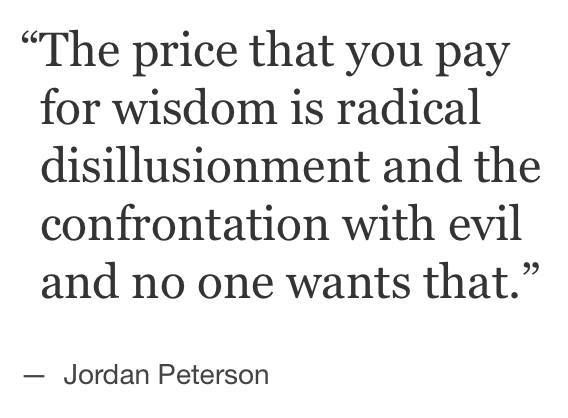 “The price that you pay
for wisdom is radical
disillusionment and the
confrontation with evil
and no one wants that.”
— Jordan Peterson